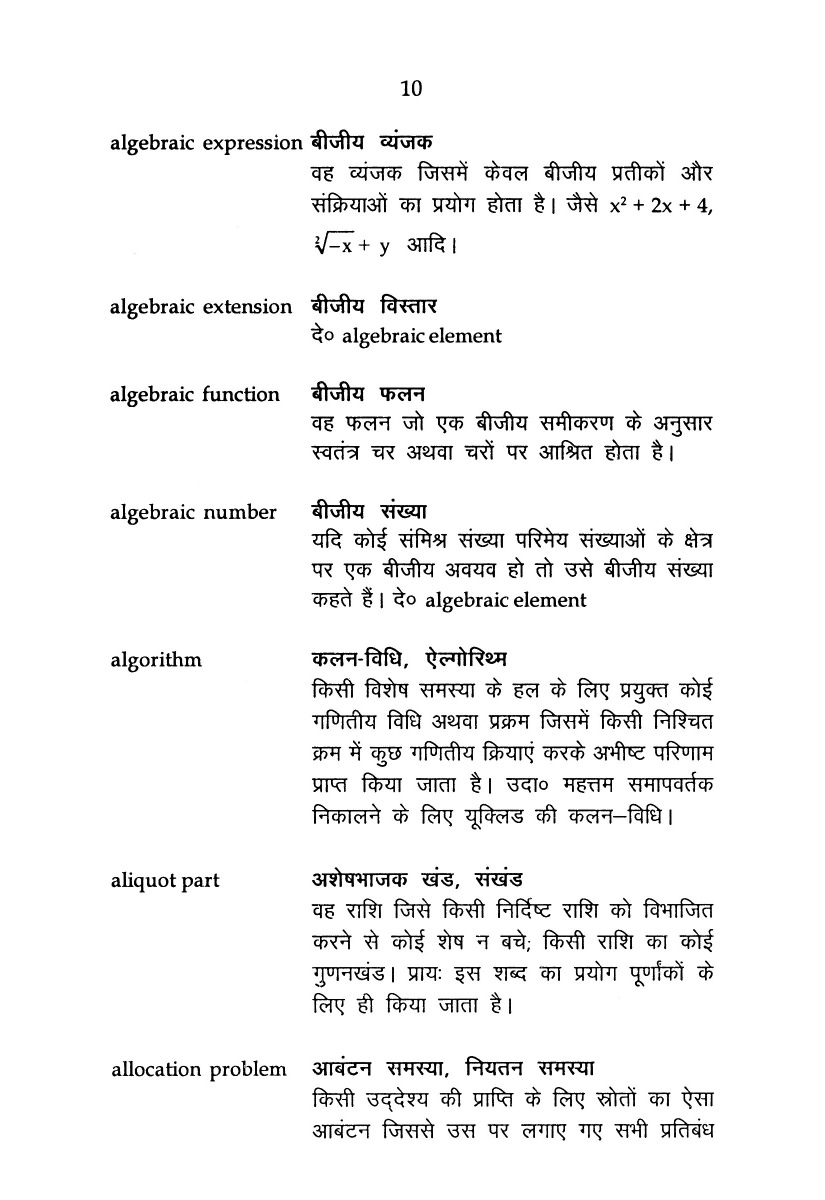 10
algebraic expression बीजीय व्यंजक
वह व्यंजक जिसमें केवल बीजीय प्रतीकों और
संक्रियाओं का प्रयोग होता है। जैसे x² + 2x + 4,
²√−x + y आदि।
algebraic extension बीजीय विस्तार
दे० algebraic element
algebraic function बीजीय फलन
वह फलन जो एक बीजीय समीकरण के अनुसार
स्वतंत्र चर अथवा चरों पर आश्रित होता है।
algebraic number बीजीय संख्या
यदि कोई संमिश्र संख्या परिमेय संख्याओं के क्षेत्र
पर एक बीजीय अवयव हो तो उसे बीजीय संख्या
कहते हैं। दे० algebraic element
algorithm कलन-विधि, ऐल्गोरिथ्म
किसी विशेष समस्या के हल के लिए प्रयुक्त कोई
गणितीय विधि अथवा प्रक्रम जिसमें किसी निश्चित
क्रम में कुछ गणितीय क्रियाएं करके अभीष्ट परिणाम
प्राप्त किया जाता है। उदा० महत्तम समापवर्तक
निकालने के लिए यूक्लिड की कलन–विधि।
aliquot part अशेषभाजक खंड, संखंड
वह राशि जिसे किसी निर्दिष्ट राशि को विभाजित
करने से कोई शेष न बचे; किसी राशि का कोई
गुणनखंड। प्रायः इस शब्द का प्रयोग पूर्णांकों के
लिए ही किया जाता है।
allocation problem आबंटन समस्या, नियतन समस्या
किसी उद्देश्य की प्राप्ति के लिए स्रोतों का ऐसा
आबंटन जिससे उस पर लगाए गए सभी प्रतिबंध